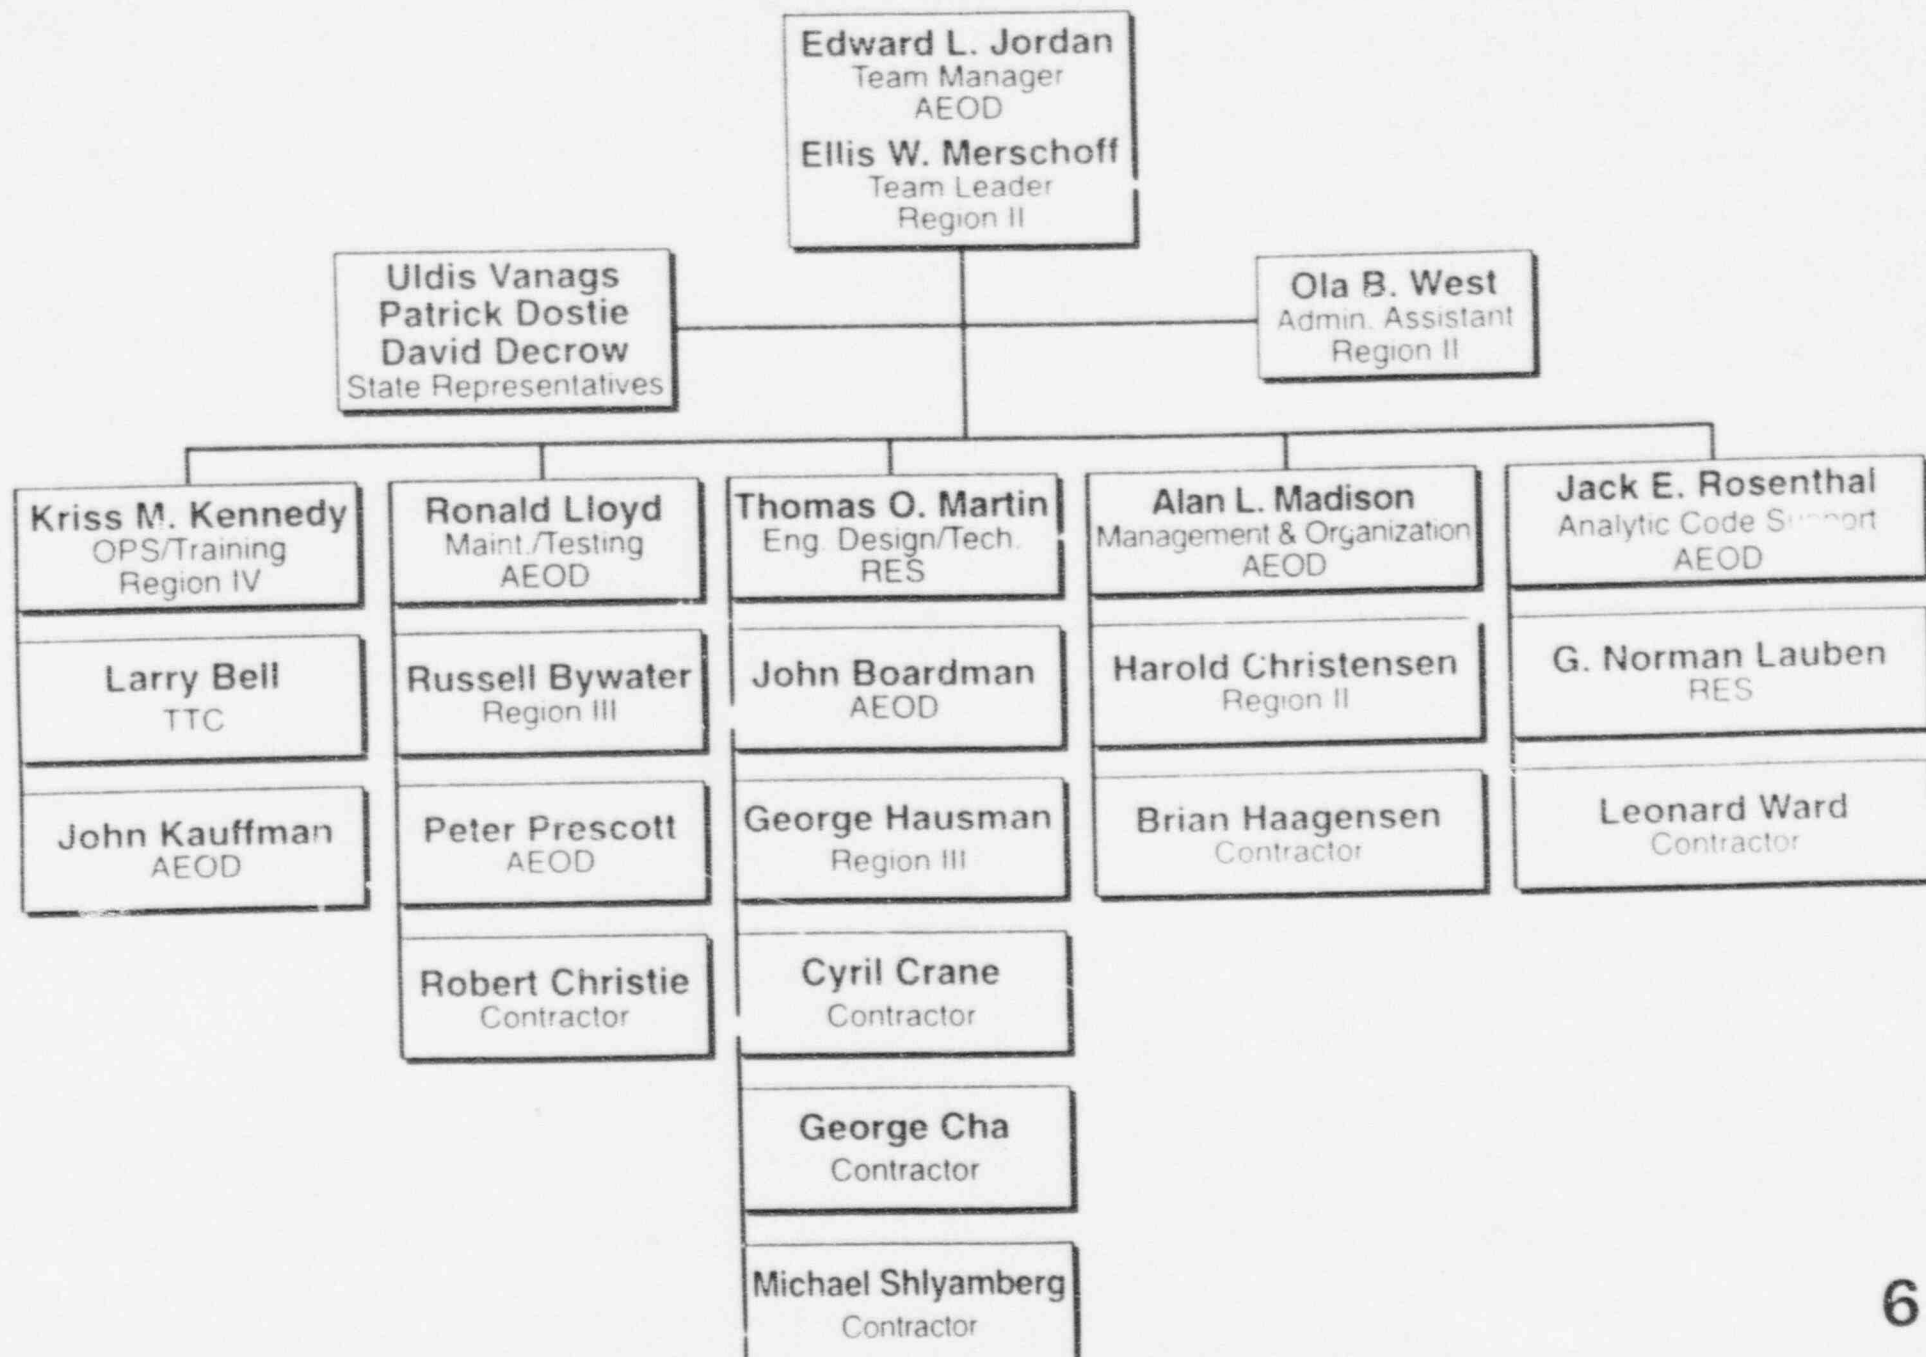 Edward L. Jordan
Team Manager
AEOD
Ellis W. Merschoff
Team Leader
Region II
Uldis Vanags
Patrick Dostie
David Decrow
State Representatives
Ola B. West
Admin. Assistant
Region II
Kriss M. Kennedy
OPS/Training
Region IV
Larry Bell
TTC
John Kauffman
AEOD
Ronald Lloyd
Maint./Testing
AEOD
Russell Bywater
Region III
Peter Prescott
AEOD
Robert Christie
Contractor
Thomas O. Martin
Eng. Design/Tech.
RES
John Boardman
AEOD
George Hausman
Region III
Cyril Crane
Contractor
George Cha
Contractor
Michael Shlyamberg
Contractor
Alan L. Madison
Management & Organization
AEOD
Harold Christensen
Region II
Brian Haagensen
Contractor
Jack E. Rosenthal
Analytic Code Support
AEOD
G. Norman Lauben
RES
Leonard Ward
Contractor
6